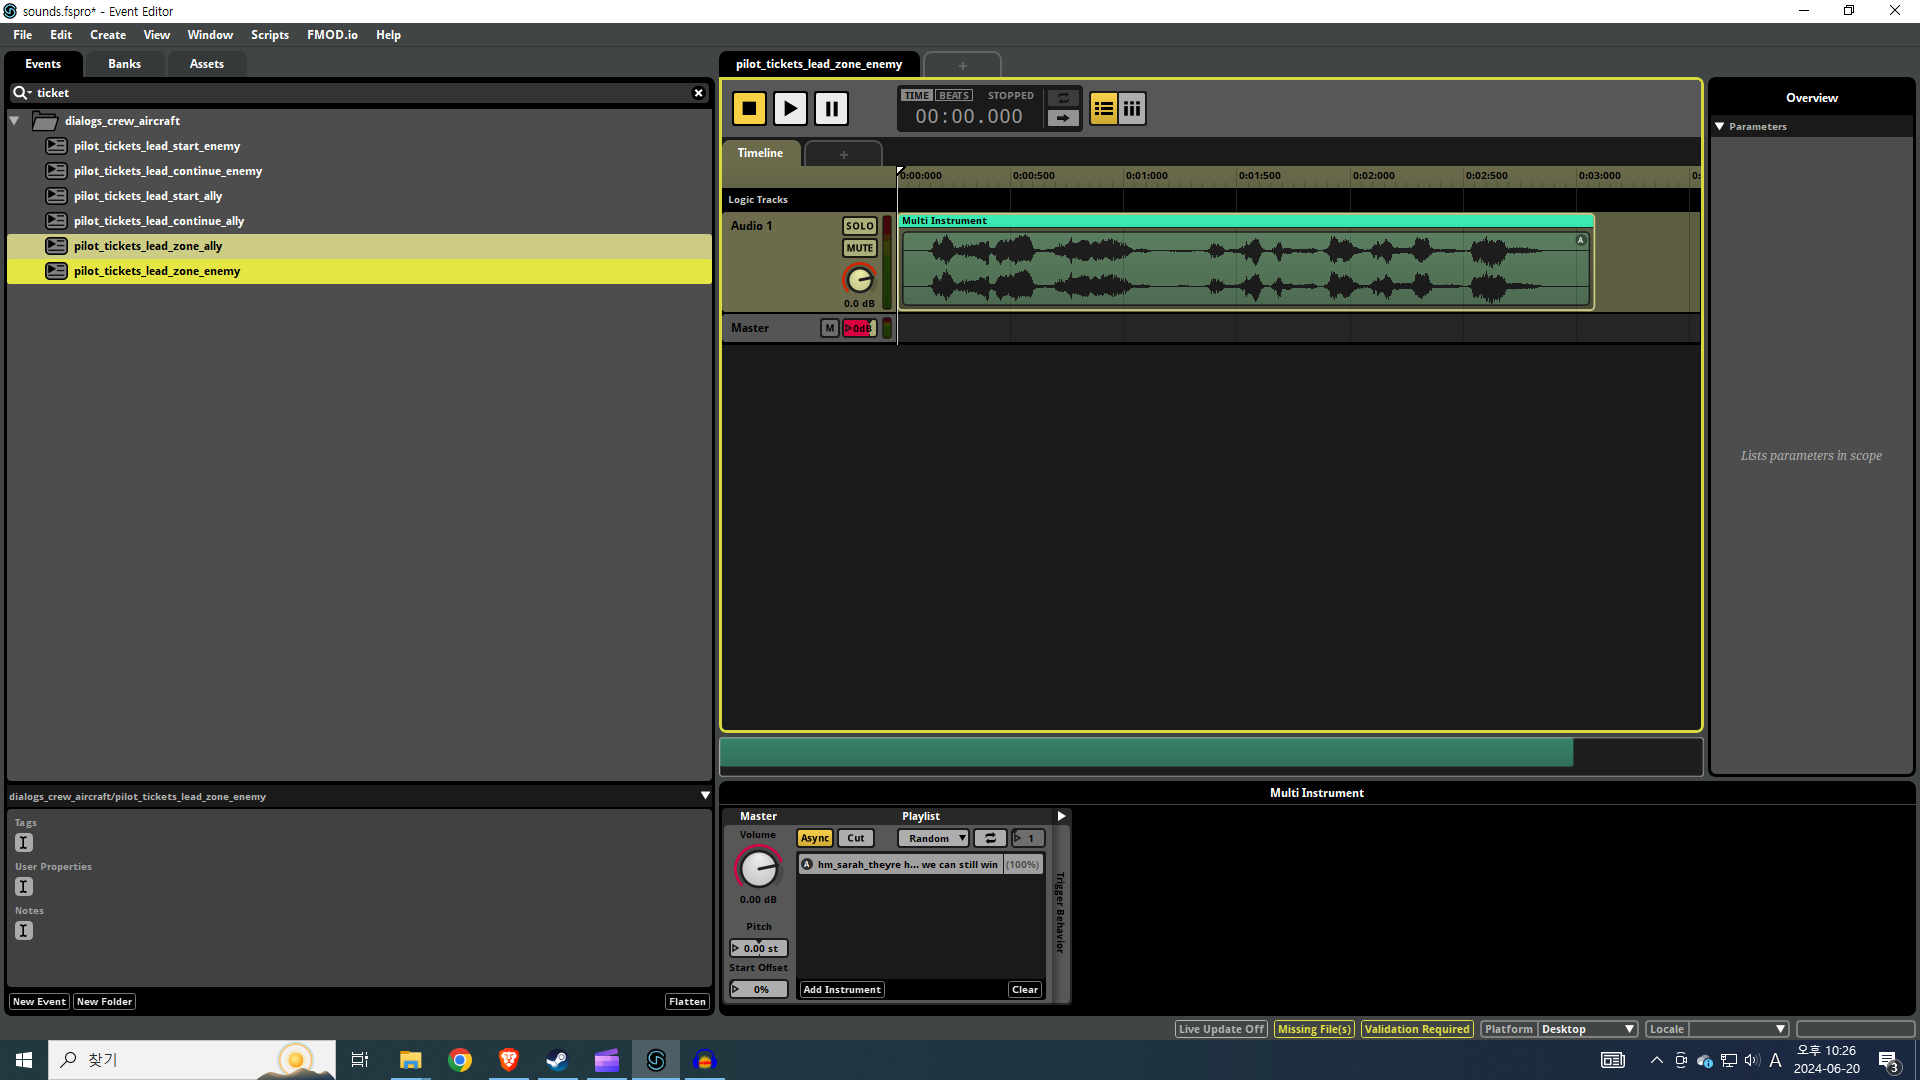 sounds.fspro* - Event Editor
File Edit Create View Window Scripts FMOD.io Help
Events Banks Assets
ticket
dialogs_crew_aircraft
pilot_tickets_lead_start_enemy
pilot_tickets_lead_continue_enemy
pilot_tickets_lead_start_ally
pilot_tickets_lead_continue_ally
pilot_tickets_lead_zone_ally
pilot_tickets_lead_zone_enemy
dialogs_crew_aircraft/pilot_tickets_lead_zone_enemy
Tags
User Properties
Notes
New Event New Folder Flatten
pilot_tickets_lead_zone_enemy +
TIME BEATS STOPPED
00:00.000
Timeline +
0:00:000 0:00:500 0:01:000 0:01:500 0:02:000 0:02:500 0:03:000 0:
Logic Tracks
Audio 1 SOLO
MUTE
0.0 dB
Multi Instrument
A
Master M 0dB
Overview
Parameters
Lists parameters in scope
Multi Instrument
Master Playlist
Volume
0.00 dB
Pitch
0.00 st
Start Offset
0%
Async Cut Random 1
A hm_sarah_theyre h... we can still win (100%)
Add Instrument Clear
Trigger Behavior
Live Update Off Missing File(s) Validation Required Platform Desktop Locale
찾기
A
오후 10:26
2024-06-20
3